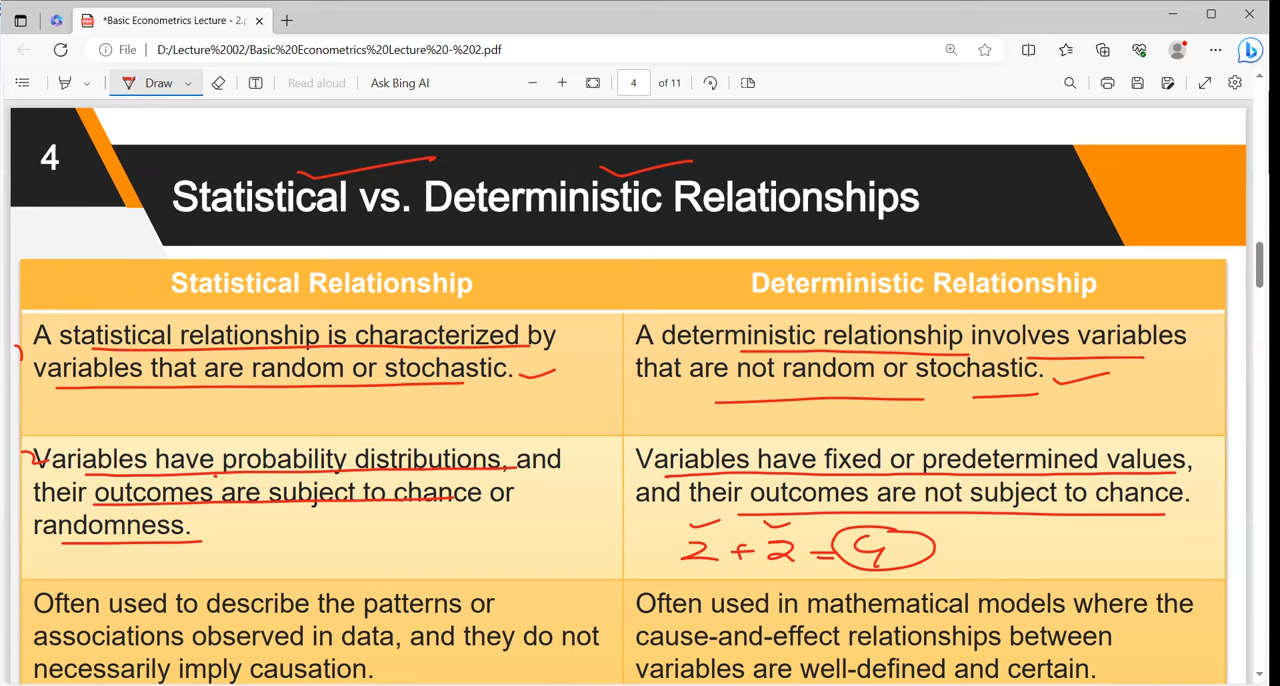 *Basic Econometrics Lecture - 2.p
File D:/Lecture%2002/Basic%20Econometrics%20Lecture%20-%202.pdf
Draw Read aloud Ask Bing AI 4 of 11
4
Statistical vs. Deterministic Relationships
Statistical Relationship
A statistical relationship is characterized by
variables that are random or stochastic.
Variables have probability distributions, and
their outcomes are subject to chance or
randomness.
Often used to describe the patterns or
associations observed in data, and they do not
necessarily imply causation.
Deterministic Relationship
A deterministic relationship involves variables
that are not random or stochastic.
Variables have fixed or predetermined values,
and their outcomes are not subject to chance.
2 + 2 = 4
Often used in mathematical models where the
cause-and-effect relationships between
variables are well-defined and certain.